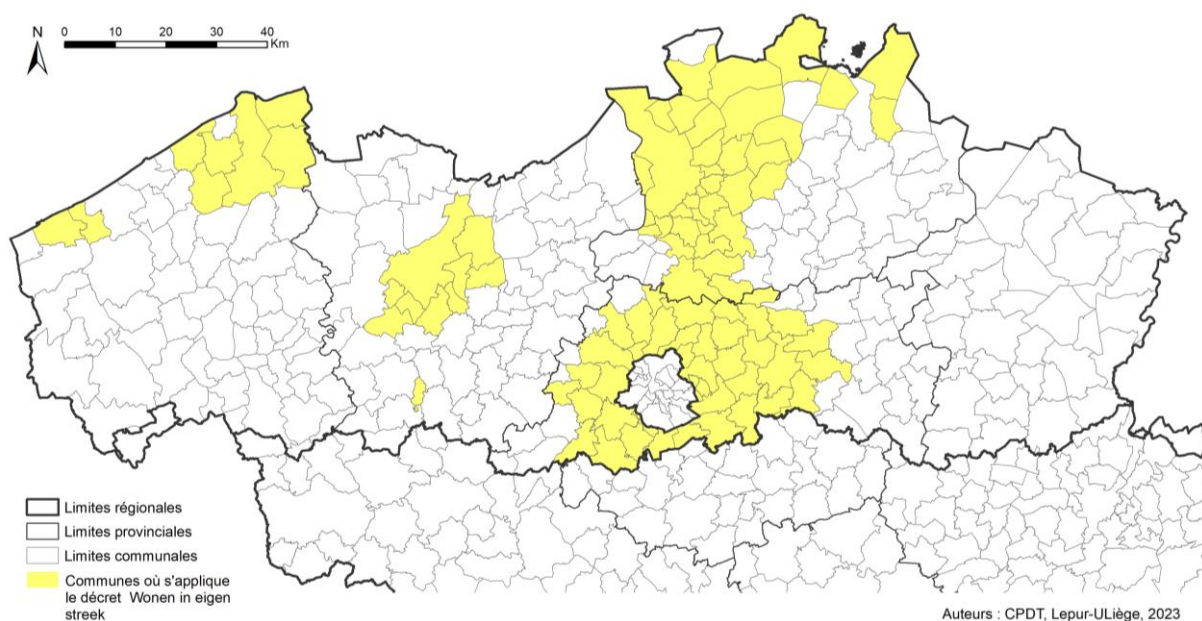 N
0 10 20 30 40
Km
Limites régionales
Limites provinciales
Limites communales
Communes où s'applique
le décret Wonen in eigen
streek
Auteurs : CPDT, Lepur-ULiège, 2023